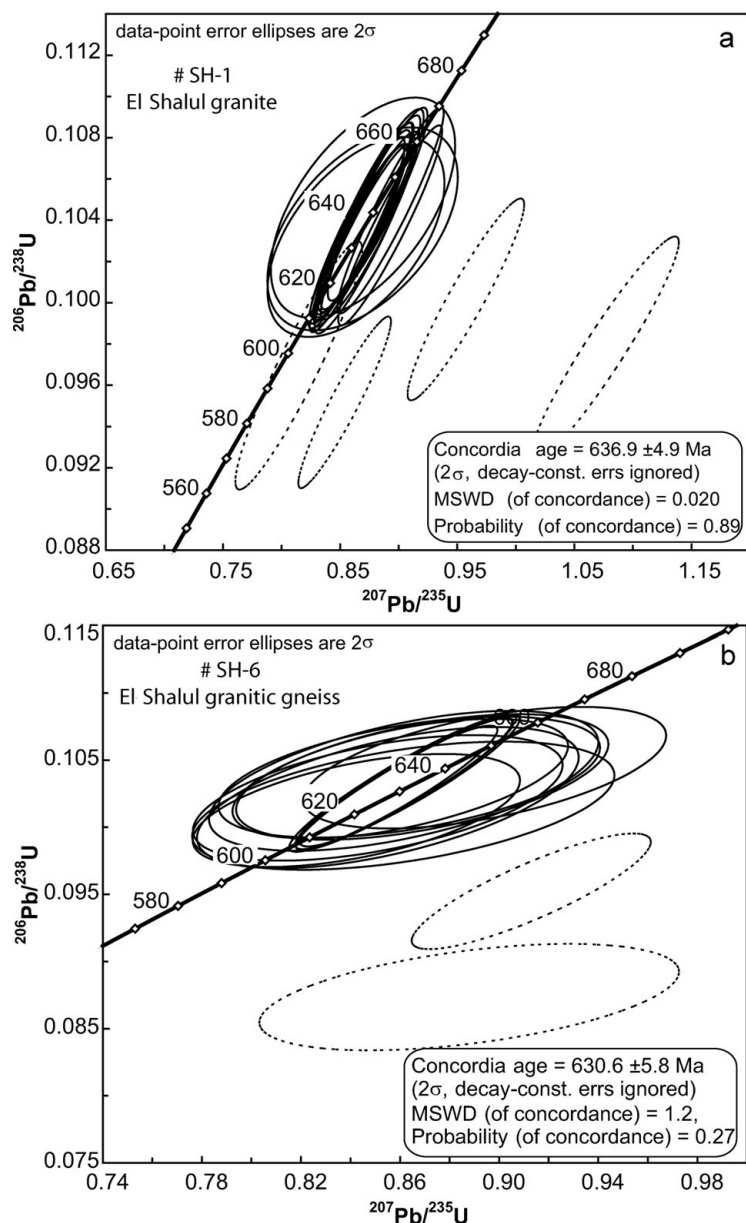 data-point error ellipses are 2σ
a
# SH-1
El Shalul granite
0.112
0.108
0.104
0.100
0.096
0.092
0.088
680
660
640
620
600
580
560
206Pb/238U
Concordia age = 636.9 ±4.9 Ma
(2σ, decay-const. errs ignored)
MSWD (of concordance) = 0.020
Probability (of concordance) = 0.89
0.65 0.75 0.85 0.95 1.05 1.15
207Pb/235U
data-point error ellipses are 2σ
b
# SH-6
El Shalul granitic gneiss
0.115
0.105
0.095
0.085
0.075
680
640
620
600
580
206Pb/238U
Concordia age = 630.6 ±5.8 Ma
(2σ, decay-const. errs ignored)
MSWD (of concordance) = 1.2,
Probability (of concordance) = 0.27
0.74 0.78 0.82 0.86 0.90 0.94 0.98
207Pb/235U